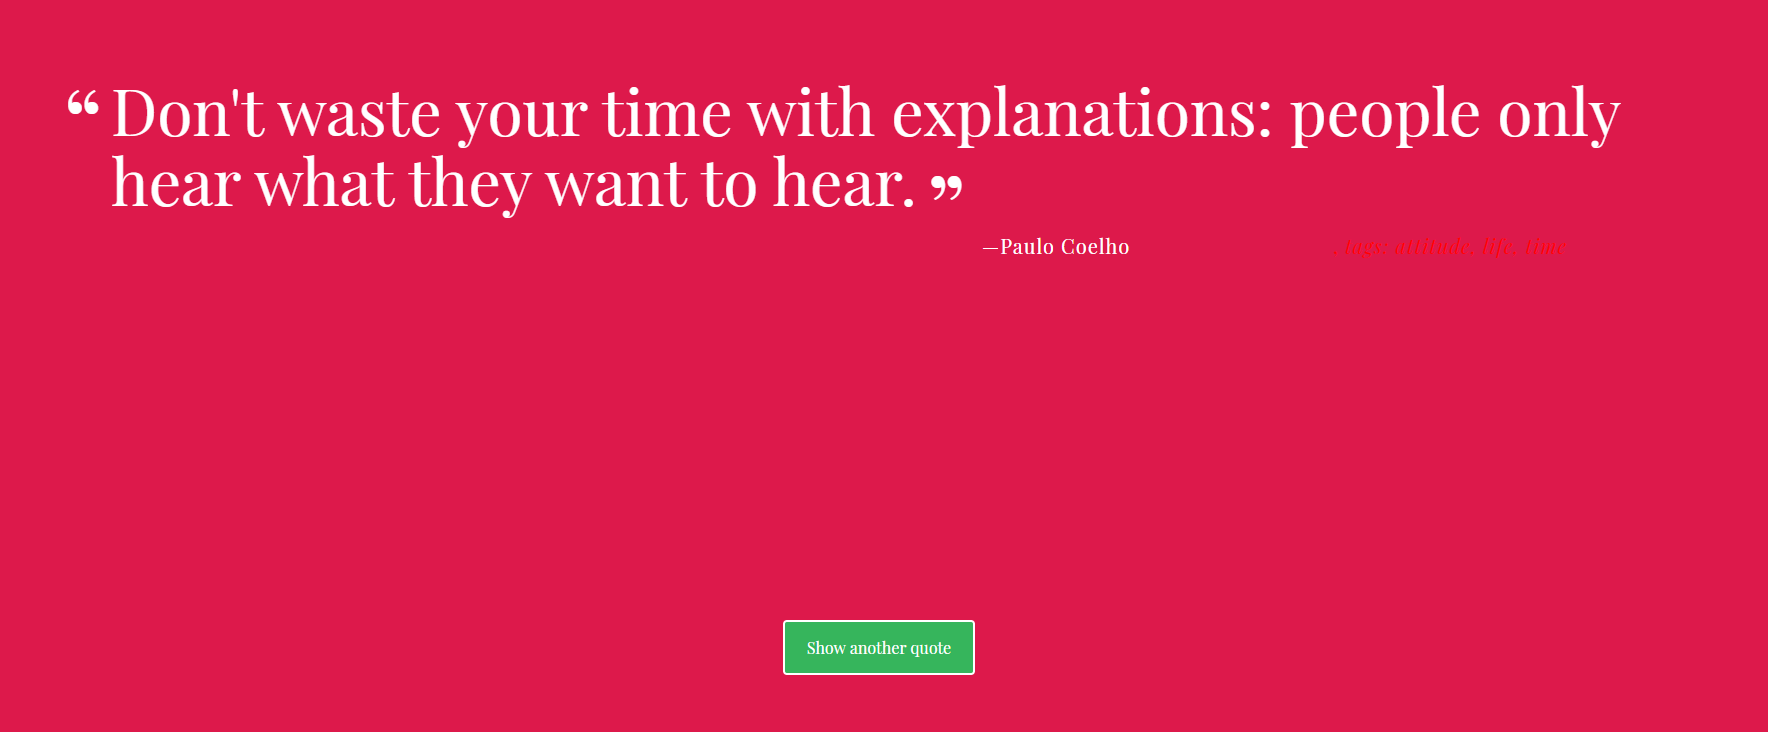 “ Don't waste your time with explanations: people only
hear what they want to hear. ”
—Paulo Coelho , tags: attitude, life, time
Show another quote